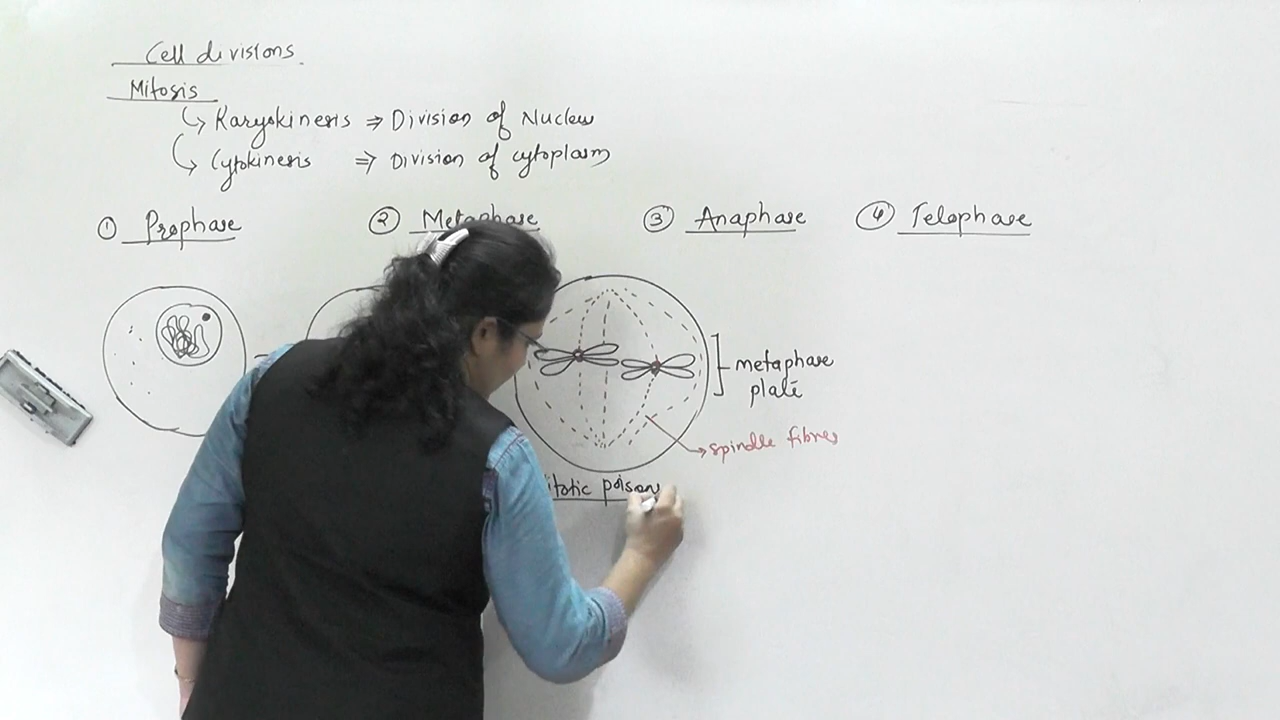 Cell divisions.
Mitosis
↳ Karyokinesis ⇒ Division of Nucleus
↳ Cytokinesis ⇒ Division of cytoplasm
① Prophase ② Metaphase ③ Anaphase ④ Telophase
metaphase
plate
spindle fibres
itotic poison